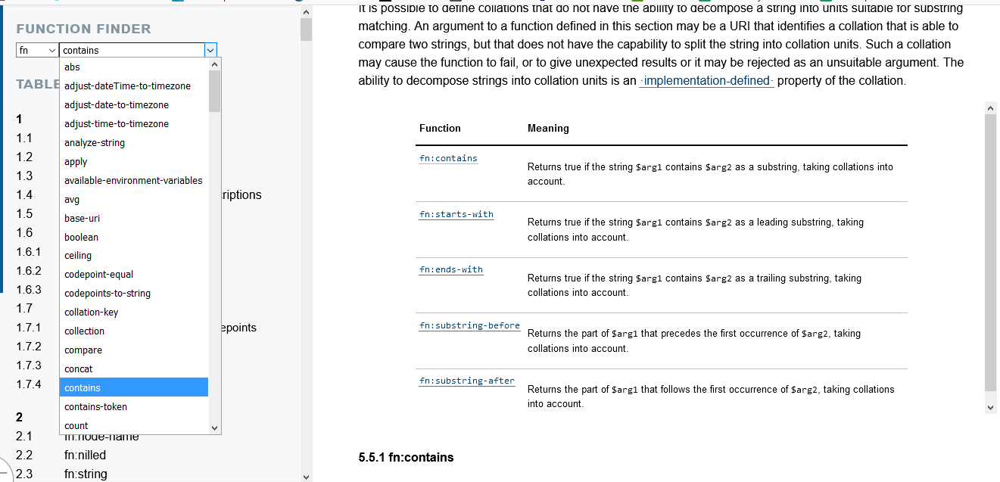 FUNCTION FINDER
fn
contains
TABLE
abs
adjust-dateTime-to-timezone
adjust-date-to-timezone
adjust-time-to-timezone
analyze-string
apply
available-environment-variables
avg
base-uri
boolean
ceiling
codepoint-equal
codepoints-to-string
collation-key
collection
compare
concat
contains
contains-token
count
1
1.1
1.2
1.3
1.4 riptions
1.5
1.6
1.6.1
1.6.2
1.6.3
1.7
1.7.1 epoints
1.7.2
1.7.3
1.7.4
2
2.1 fn:node-name
2.2 fn:nilled
2.3 fn:string
It is possible to define collations that do not have the ability to decompose a string into units suitable for substring
matching. An argument to a function defined in this section may be a URI that identifies a collation that is able to
compare two strings, but that does not have the capability to split the string into collation units. Such a collation
may cause the function to fail, or to give unexpected results or it may be rejected as an unsuitable argument. The
ability to decompose strings into collation units is an ·implementation-defined· property of the collation.
Function Meaning
fn:contains
Returns true if the string $arg1 contains $arg2 as a substring, taking collations into
account.
fn:starts-with
Returns true if the string $arg1 contains $arg2 as a leading substring, taking
collations into account.
fn:ends-with
Returns true if the string $arg1 contains $arg2 as a trailing substring, taking
collations into account.
fn:substring-before
Returns the part of $arg1 that precedes the first occurrence of $arg2, taking
collations into account.
fn:substring-after
Returns the part of $arg1 that follows the first occurrence of $arg2, taking collations
into account.
5.5.1 fn:contains